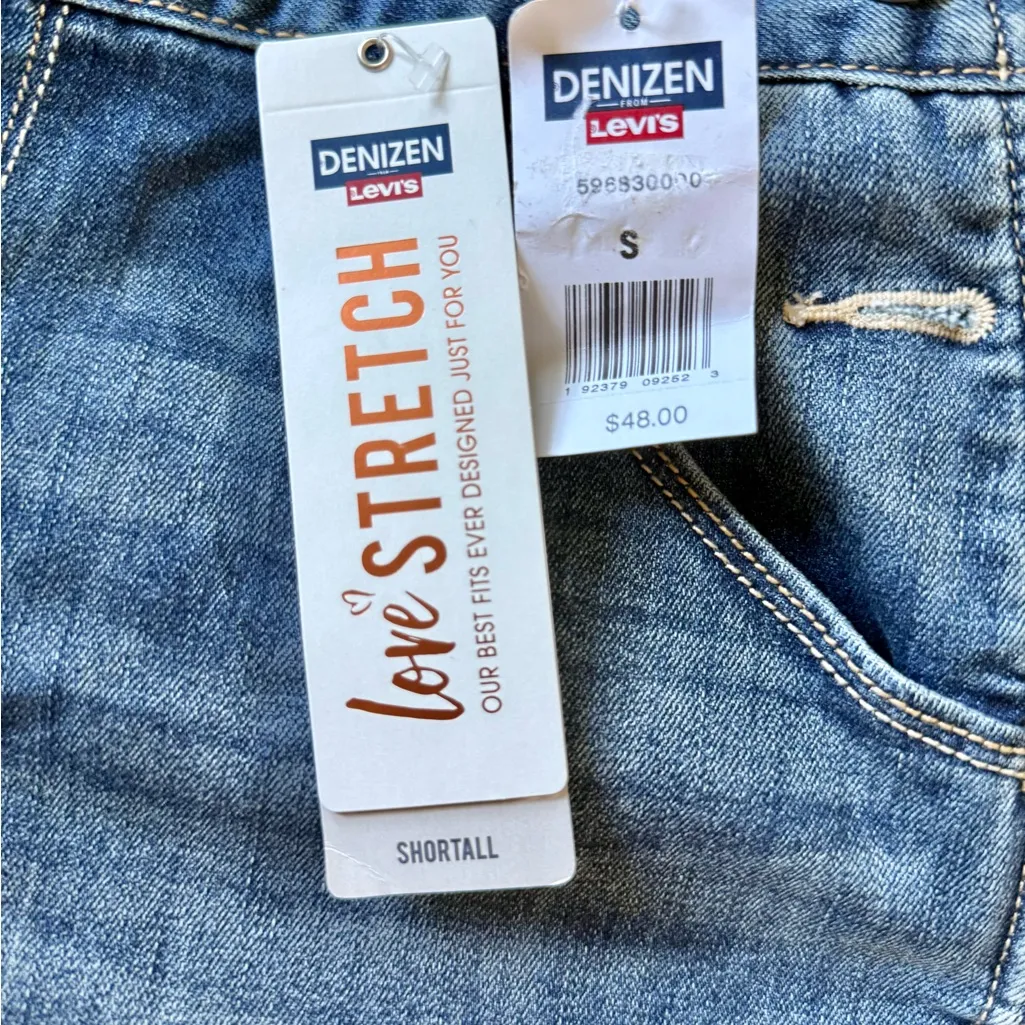 DENIZEN
FROM
Levi's
love STRETCH
OUR BEST FITS EVER DESIGNED JUST FOR YOU
SHORTALL
DENIZEN
FROM
Levi's
S
1 92379 09252 3
$48.00